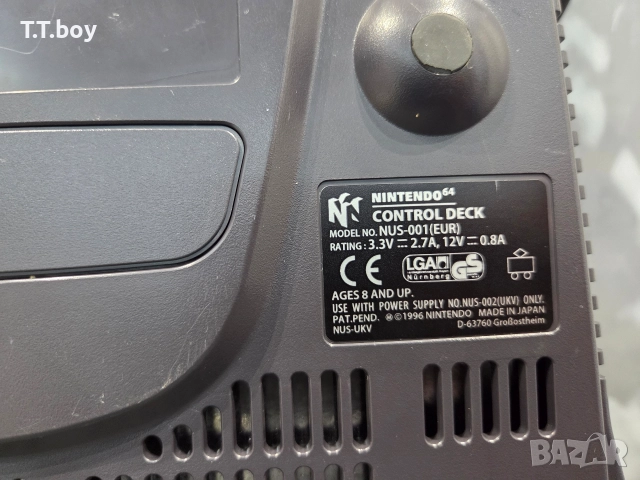 T.T.boy
NINTENDO64
CONTROL DECK
MODEL NO. NUS-001(EUR)
RATING: 3.3V ⎓ 2.7A, 12V ⎓ 0.8A
CE LGA Nürnberg GS
AGES 8 AND UP.
USE WITH POWER SUPPLY NO.NUS-002(UKV) ONLY.
PAT.PEND. Ⓜ©1996 NINTENDO MADE IN JAPAN
NUS-UKV D-63760 Großostheim
BAZAR